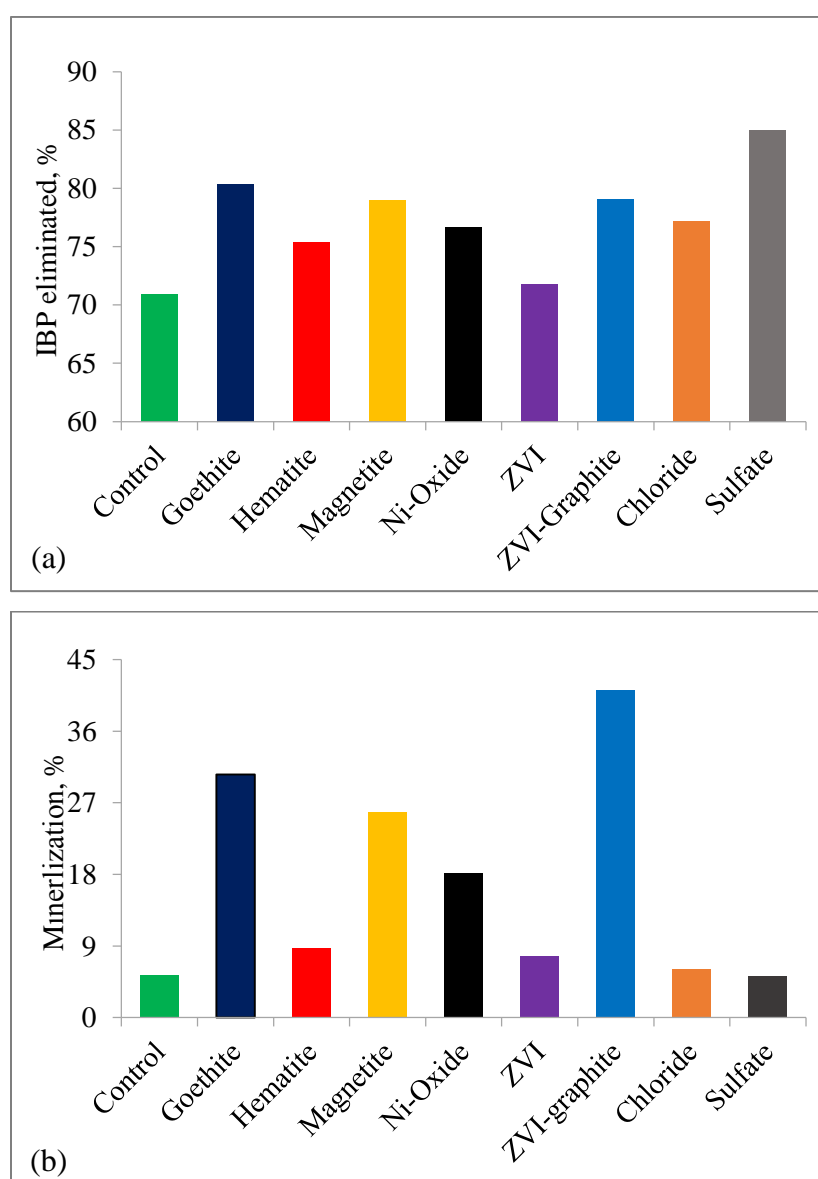 90
85
80
75
70
65
60
IBP eliminated, %
Control
Goethite
Hematite
Magnetite
Ni-Oxide
ZVI
ZVI-Graphite
Chloride
Sulfate
(a)
45
36
27
18
9
0
Minerlization, %
Control
Goethite
Hematite
Magnetite
Ni-Oxide
ZVI
ZVI-graphite
Chloride
Sulfate
(b)